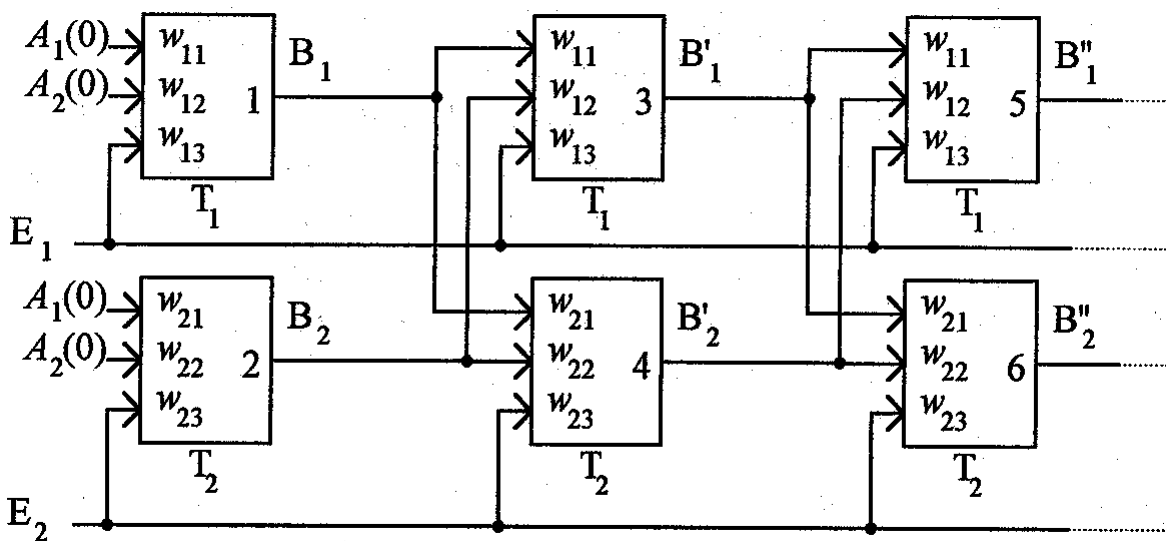 A₁(0) w₁₁ B₁ w₁₁ B'₁ w₁₁ B"₁
A₂(0) w₁₂ 1 w₁₂ 3 w₁₂ 5
w₁₃ w₁₃ w₁₃
T₁ T₁ T₁
E₁
A₁(0) w₂₁ B₂ w₂₁ B'₂ w₂₁ B"₂
A₂(0) w₂₂ 2 w₂₂ 4 w₂₂ 6
w₂₃ w₂₃ w₂₃
T₂ T₂ T₂
E₂